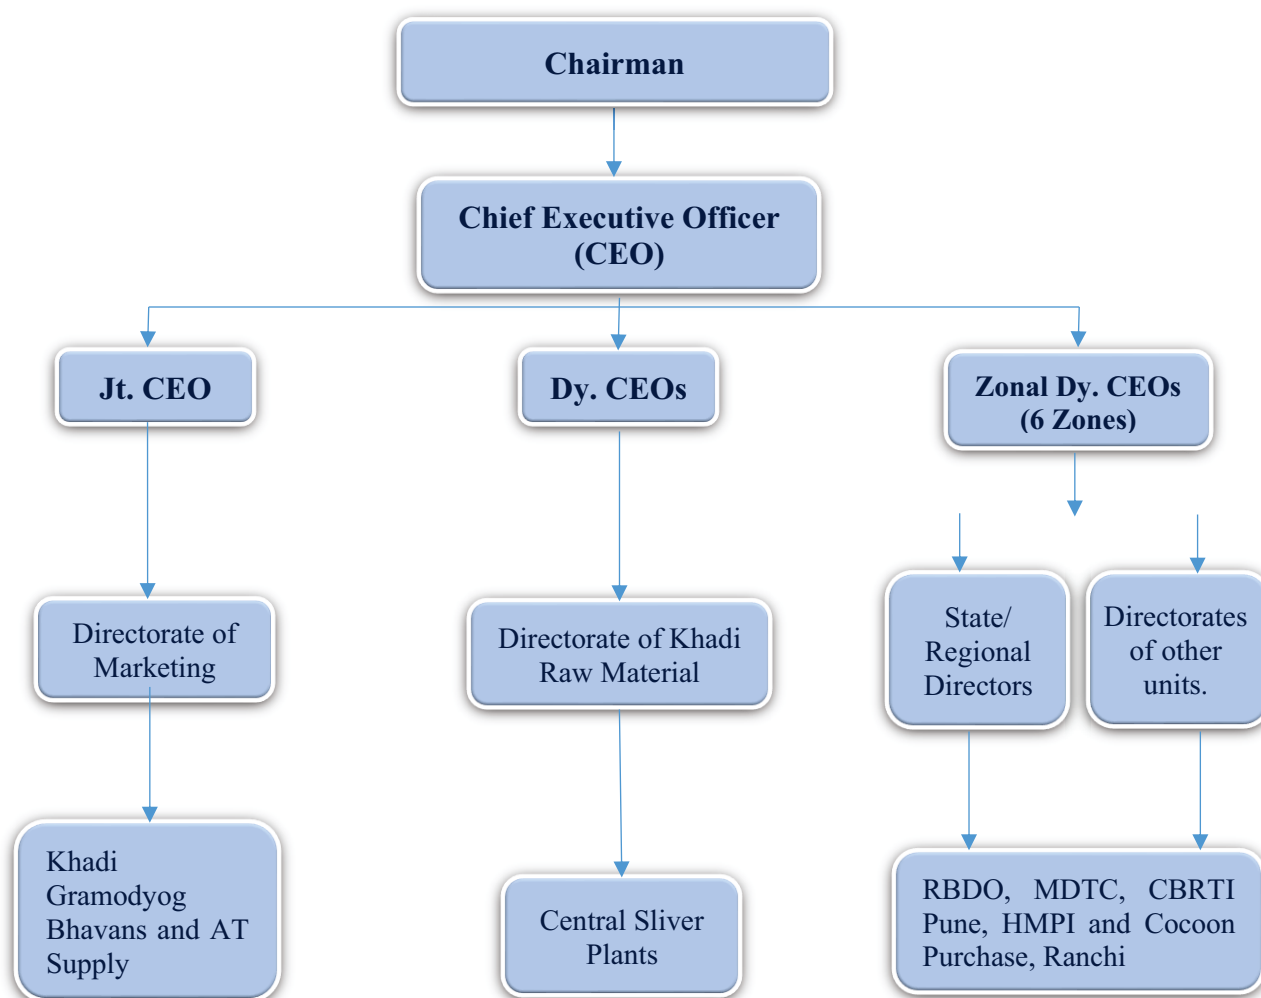 Chairman
Chief Executive Officer
(CEO)
Jt. CEO
Dy. CEOs
Zonal Dy. CEOs
(6 Zones)
Directorate of
Marketing
Directorate of Khadi
Raw Material
State/
Regional
Directors
Directorates
of other
units.
Khadi
Gramodyog
Bhavans and AT
Supply
Central Sliver
Plants
RBDO, MDTC, CBRTI
Pune, HMPI and Cocoon
Purchase, Ranchi